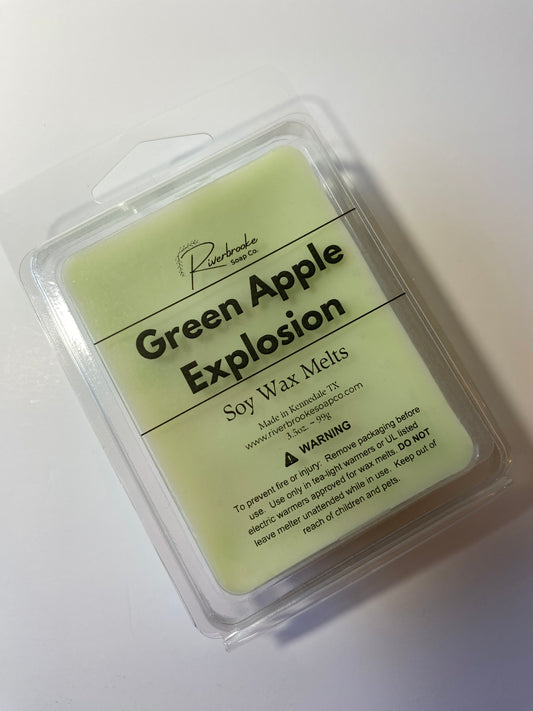 Riverbrooke
Soap Co.
Green Apple
Explosion
Soy Wax Melts
Made in Kennedale TX
www.riverbrookesoapco.com
3.5oz. ~ 99g
WARNING
To prevent fire or injury: Remove packaging before
use. Use only in tea-light warmers or UL listed
electric warmers approved for wax melts. DO NOT
leave melter unattended while in use. Keep out of
reach of children and pets.